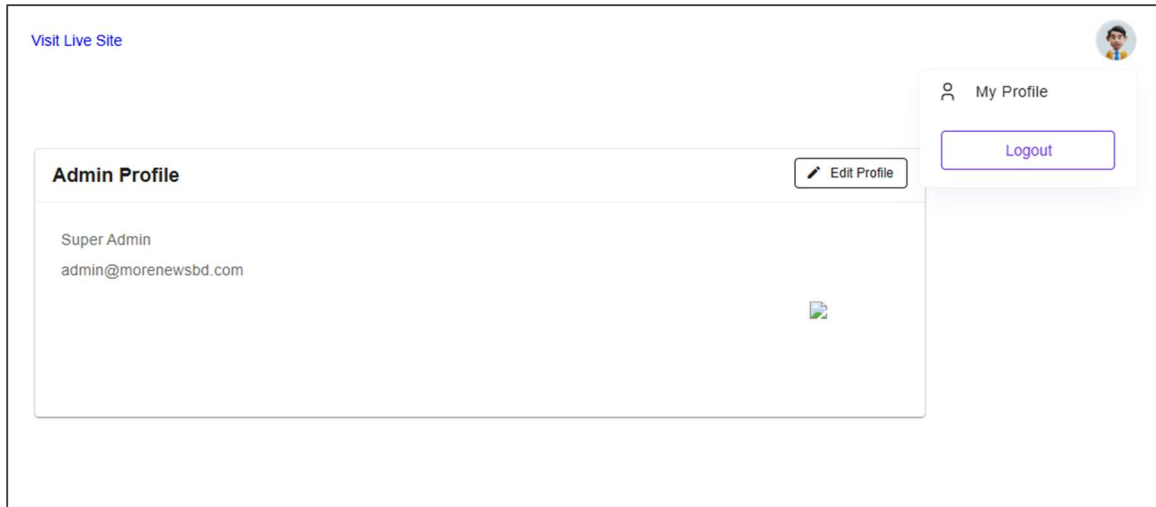 Visit Live Site
My Profile
Logout
Admin Profile
Edit Profile
Super Admin
admin@morenewsbd.com